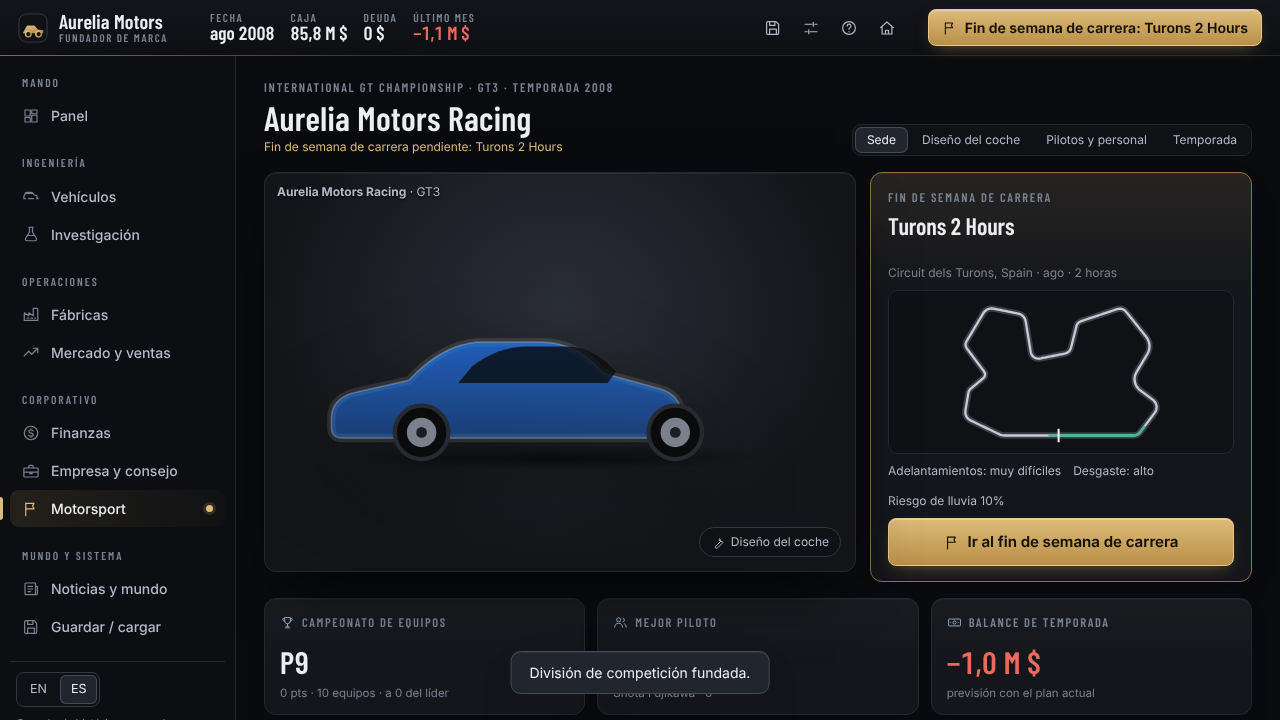 Aurelia Motors
FUNDADOR DE MARCA
FECHA
ago 2008
CAJA
85,8 M $
DEUDA
0 $
ÚLTIMO MES
−1,1 M $
Fin de semana de carrera: Turons 2 Hours
MANDO
Panel
INGENIERÍA
Vehículos
Investigación
OPERACIONES
Fábricas
Mercado y ventas
CORPORATIVO
Finanzas
Empresa y consejo
Motorsport
MUNDO Y SISTEMA
Noticias y mundo
Guardar / cargar
EN
ES
INTERNATIONAL GT CHAMPIONSHIP · GT3 · TEMPORADA 2008
Aurelia Motors Racing
Fin de semana de carrera pendiente: Turons 2 Hours
Sede
Diseño del coche
Pilotos y personal
Temporada
Aurelia Motors Racing · GT3
Diseño del coche
FIN DE SEMANA DE CARRERA
Turons 2 Hours
Circuit dels Turons, Spain · ago · 2 horas
Adelantamientos: muy difíciles Desgaste: alto
Riesgo de lluvia 10%
Ir al fin de semana de carrera
CAMPEONATO DE EQUIPOS
P9
0 pts · 10 equipos · a 0 del líder
MEJOR PILOTO
BALANCE DE TEMPORADA
−1,0 M $
previsión con el plan actual
División de competición fundada.